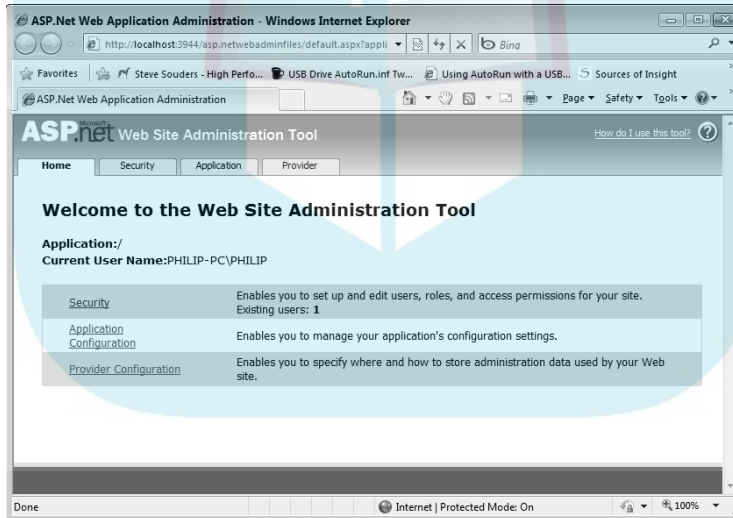 ASP.Net Web Application Administration - Windows Internet Explorer
http://localhost:3944/asp.netwebadminfiles/default.aspx?appli
Bing
Favorites Steve Souders - High Perfo... USB Drive AutoRun.inf Tw... Using AutoRun with a USB... Sources of Insight
ASP.Net Web Application Administration
Page Safety Tools
Microsoft
ASP.net Web Site Administration Tool How do I use this tool? ?
Home Security Application Provider
Welcome to the Web Site Administration Tool
Application:/
Current User Name:PHILIP-PC\PHILIP
Security Enables you to set up and edit users, roles, and access permissions for your site.
Existing users: 1
Application
Configuration Enables you to manage your application's configuration settings.
Provider Configuration Enables you to specify where and how to store administration data used by your Web
site.
Done Internet | Protected Mode: On 100%